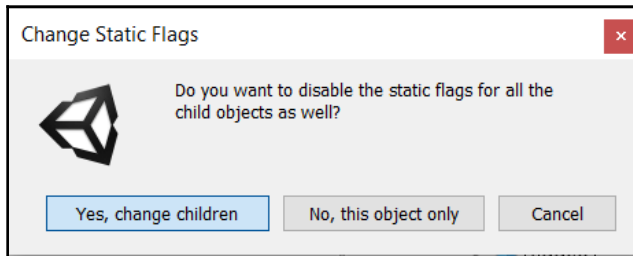 Change Static Flags
Do you want to disable the static flags for all the
child objects as well?
Yes, change children
No, this object only
Cancel